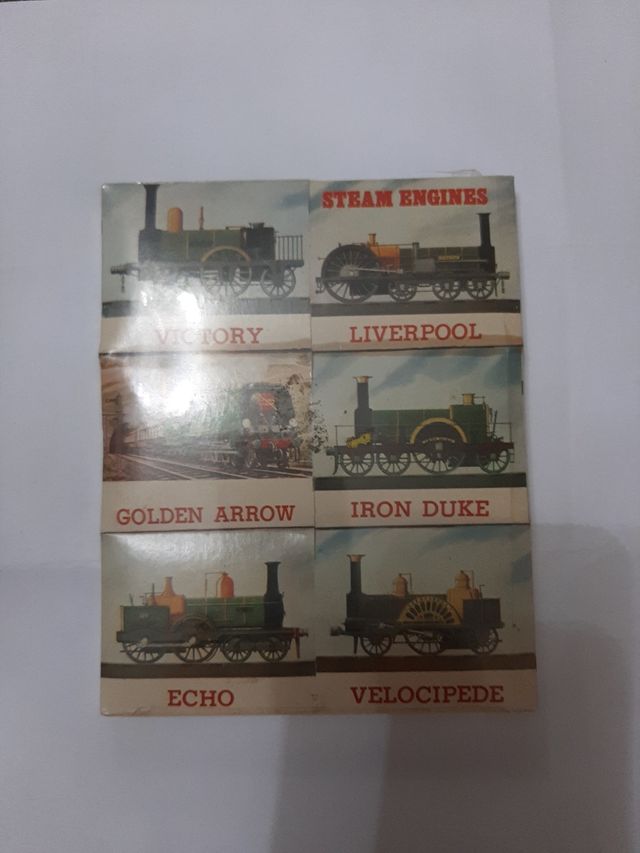 STEAM ENGINES
VICTORY
LIVERPOOL
GOLDEN ARROW
IRON DUKE
ECHO
VELOCIPEDE